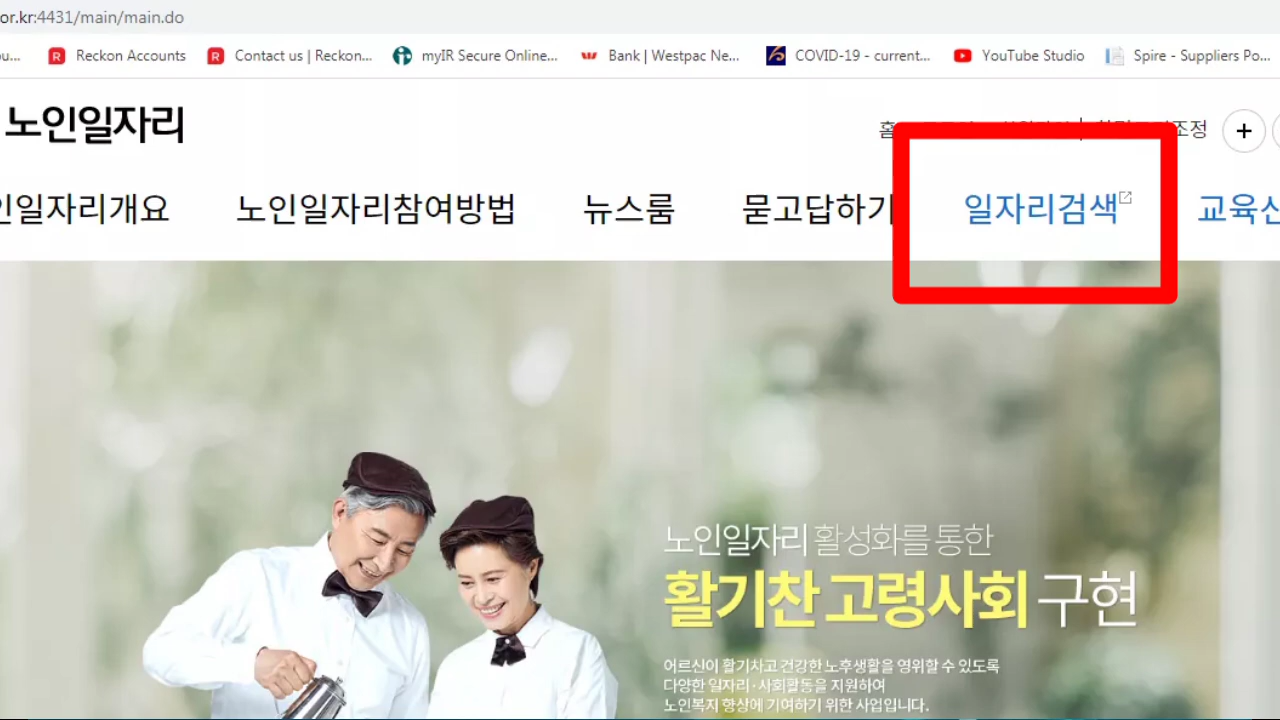 or.kr:4431/main/main.do
Reckon Accounts
Contact us | Reckon...
myIR Secure Online...
Bank | Westpac Ne...
COVID-19 - current...
YouTube Studio
Spire - Suppliers Po...
노인일자리
+
인일자리개요
노인일자리참여방법
뉴스룸
묻고답하기
일자리검색
노인일자리 활성화를 통한
활기찬 고령사회 구현
어르신이 활기차고 건강한 노후생활을 영위할 수 있도록
다양한 일자리·사회활동을 지원하여
노인복지 향상에 기여하기 위한 사업입니다.